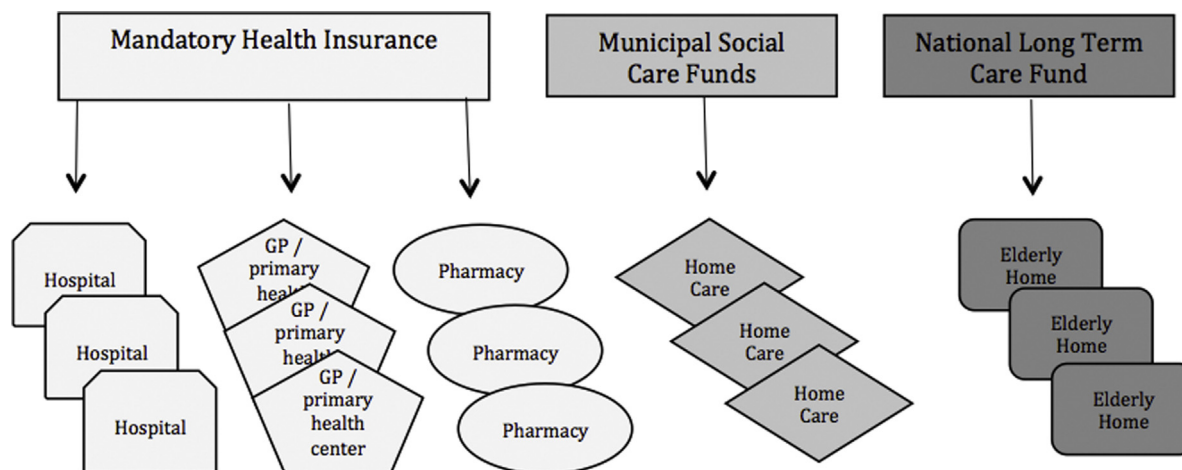 Mandatory Health Insurance
Municipal Social
Care Funds
National Long Term
Care Fund
Hospital
Hospital
Hospital
GP /
primary
GP /
primary
GP /
primary
health
center
Pharmacy
Pharmacy
Pharmacy
Home
Care
Home
Care
Home
Care
Elderly
Home
Elderly
Home
Elderly
Home